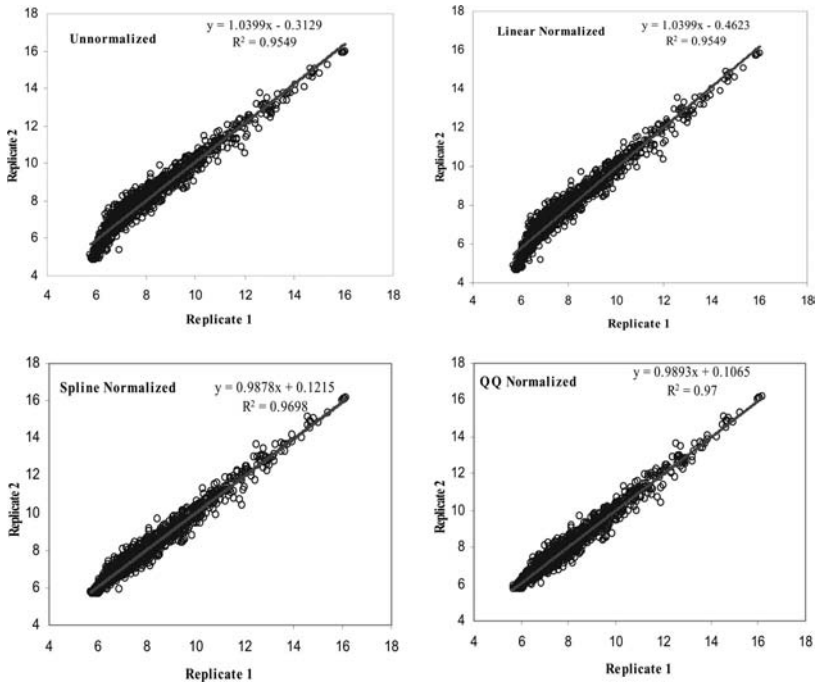 Unnormalized
y = 1.0399x - 0.3129
R² = 0.9549
18
16
14
12
10
8
6
4
Replicate 2
4 6 8 10 12 14 16 18
Replicate 1
Linear Normalized
y = 1.0399x - 0.4623
R² = 0.9549
18
16
14
12
10
8
6
4
Replicate 2
4 6 8 10 12 14 16 18
Replicate 1
Spline Normalized
y = 0.9878x + 0.1215
R² = 0.9698
18
16
14
12
10
8
6
4
Replicate 2
4 6 8 10 12 14 16 18
Replicate 1
QQ Normalized
y = 0.9893x + 0.1065
R² = 0.97
18
16
14
12
10
8
6
4
Replicate 2
4 6 8 10 12 14 16 18
Replicate 1